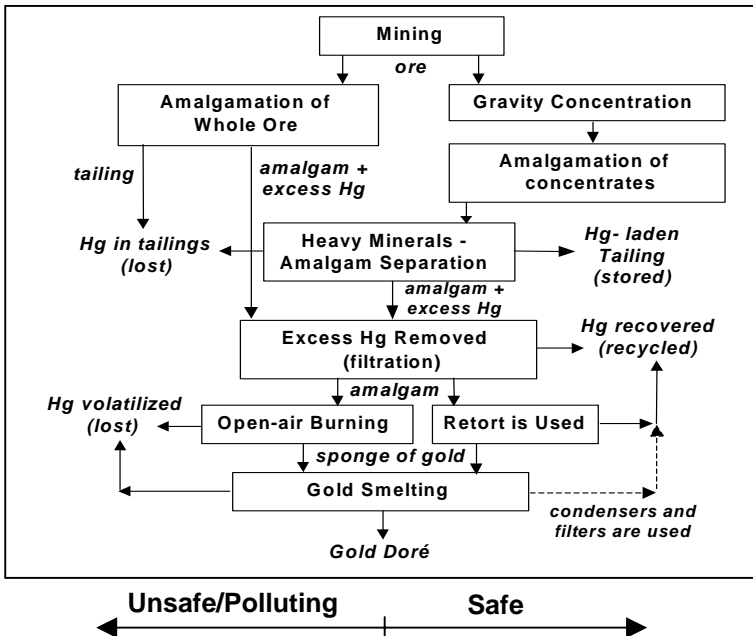 Mining
ore
Amalgamation of
Whole Ore
Gravity Concentration
tailing
amalgam +
excess Hg
Amalgamation of
concentrates
Hg in tailings
(lost)
Heavy Minerals -
Amalgam Separation
Hg- laden
Tailing
(stored)
amalgam +
excess Hg
Excess Hg Removed
(filtration)
Hg recovered
(recycled)
amalgam
Hg volatilized
(lost)
Open-air Burning
Retort is Used
sponge of gold
Gold Smelting
condensers and
filters are used
Gold Doré
Unsafe/Polluting
Safe